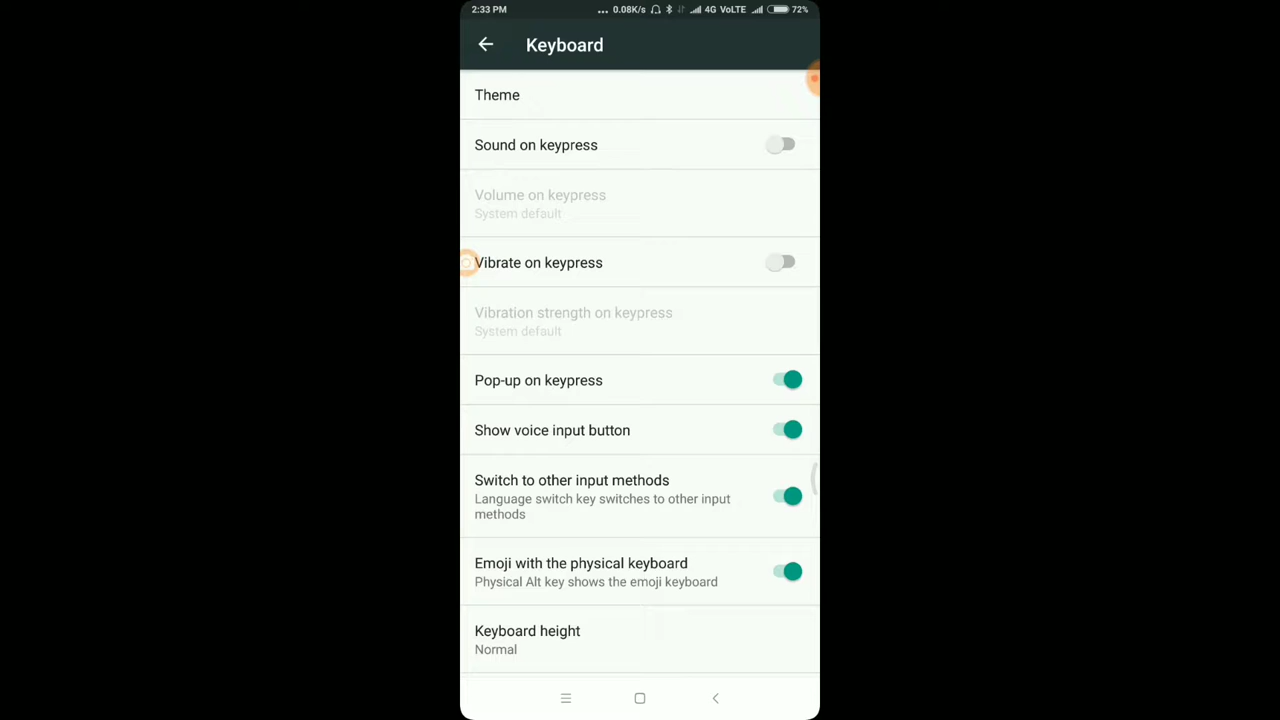 2:33 PM ... 0.08K/s 4G VoLTE 72%
Keyboard
Theme
Sound on keypress
Volume on keypress
System default
Vibrate on keypress
Vibration strength on keypress
System default
Pop-up on keypress
Show voice input button
Switch to other input methods
Language switch key switches to other input
methods
Emoji with the physical keyboard
Physical Alt key shows the emoji keyboard
Keyboard height
Normal